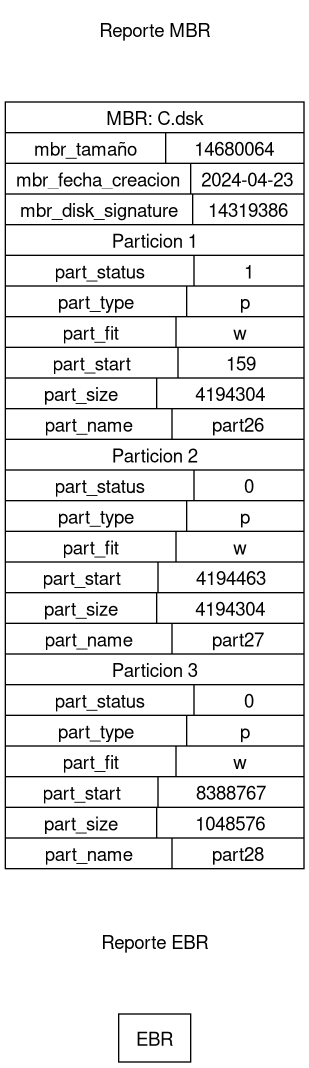 Reporte MBR
MBR: C.dsk
mbr_tamaño 14680064
mbr_fecha_creacion 2024-04-23
mbr_disk_signature 14319386
Particion 1
part_status 1
part_type p
part_fit w
part_start 159
part_size 4194304
part_name part26
Particion 2
part_status 0
part_type p
part_fit w
part_start 4194463
part_size 4194304
part_name part27
Particion 3
part_status 0
part_type p
part_fit w
part_start 8388767
part_size 1048576
part_name part28
Reporte EBR
EBR